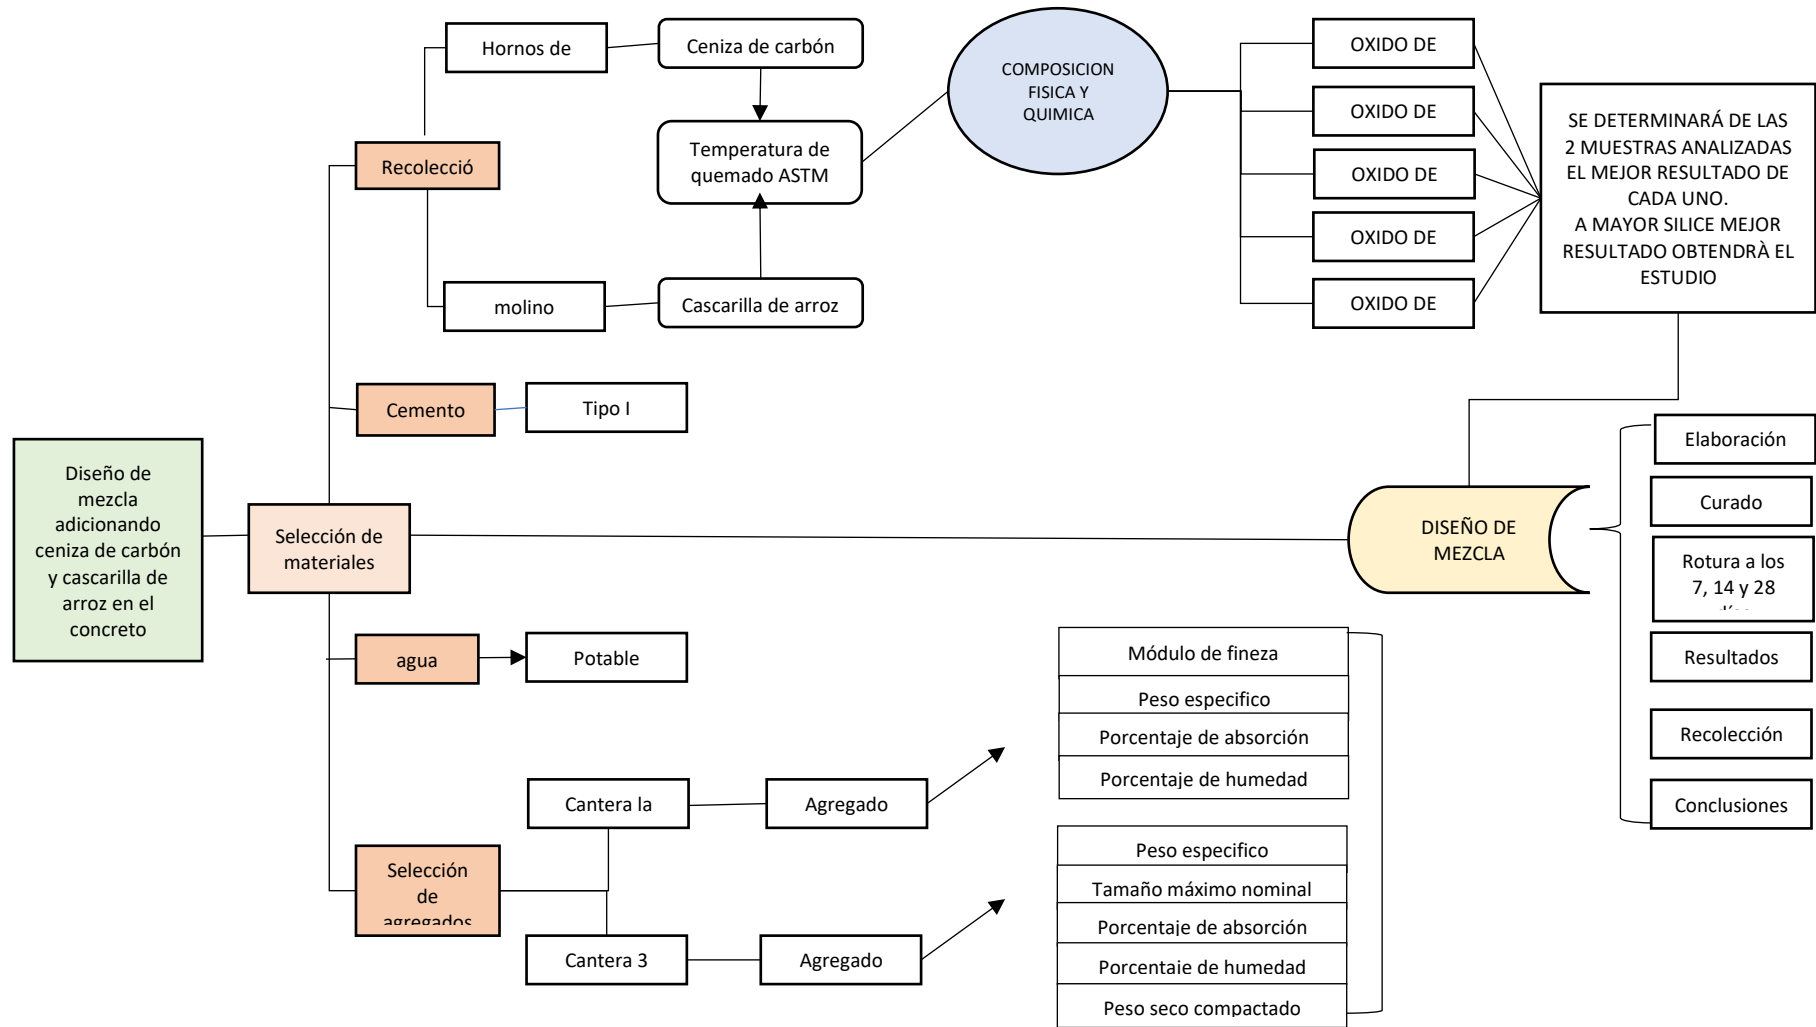 Hornos de
Ceniza de carbón
COMPOSICION
FISICA Y
QUIMICA
OXIDO DE
OXIDO DE
OXIDO DE
OXIDO DE
OXIDO DE
SE DETERMINARÁ DE LAS
2 MUESTRAS ANALIZADAS
EL MEJOR RESULTADO DE
CADA UNO.
A MAYOR SILICE MEJOR
RESULTADO OBTENDRÀ EL
ESTUDIO
Recolecció
Temperatura de
quemado ASTM
molino
Cascarilla de arroz
Cemento
Tipo I
Diseño de
mezcla
adicionando
ceniza de carbón
y cascarilla de
arroz en el
concreto
Selección de
materiales
DISEÑO DE
MEZCLA
Elaboración
Curado
Rotura a los
7, 14 y 28
días
Resultados
Recolección
Conclusiones
agua
Potable
Módulo de fineza
Peso especifico
Porcentaje de absorción
Porcentaje de humedad
Cantera la
Agregado
Selección
de
agregados
Cantera 3
Agregado
Peso especifico
Tamaño máximo nominal
Porcentaje de absorción
Porcentaje de humedad
Peso seco compactado